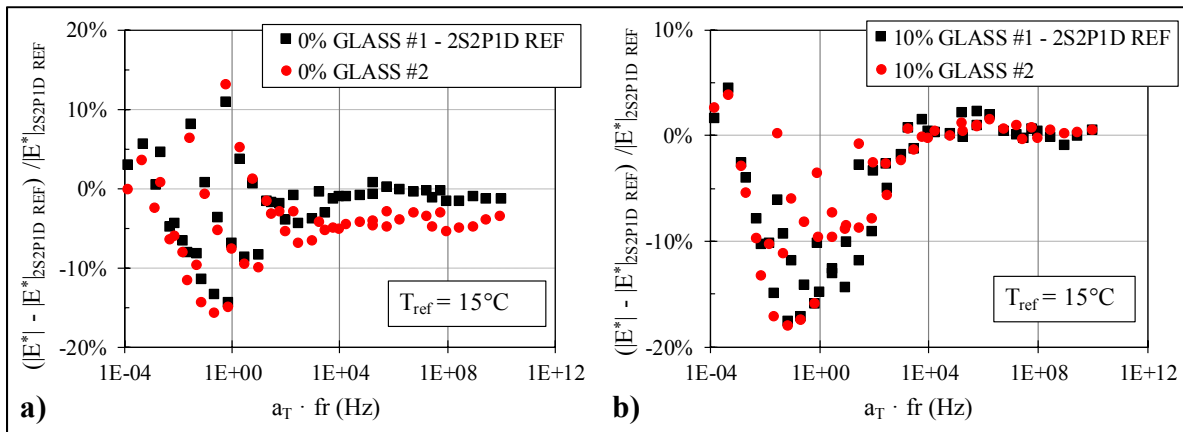 (|E*| - |E*|2S2P1D REF) / |E*|2S2P1D REF
20%
10%
0%
-10%
-20%
0% GLASS #1 - 2S2P1D REF
0% GLASS #2
Tref = 15°C
1E-04 1E+00 1E+04 1E+08 1E+12
a)
aT · fr (Hz)
(|E*| - |E*|2S2P1D REF) /|E*|2S2P1D REF
10%
0%
-10%
-20%
10% GLASS #1 - 2S2P1D REF
10% GLASS #2
Tref = 15°C
1E-04 1E+00 1E+04 1E+08 1E+12
b)
aT · fr (Hz)